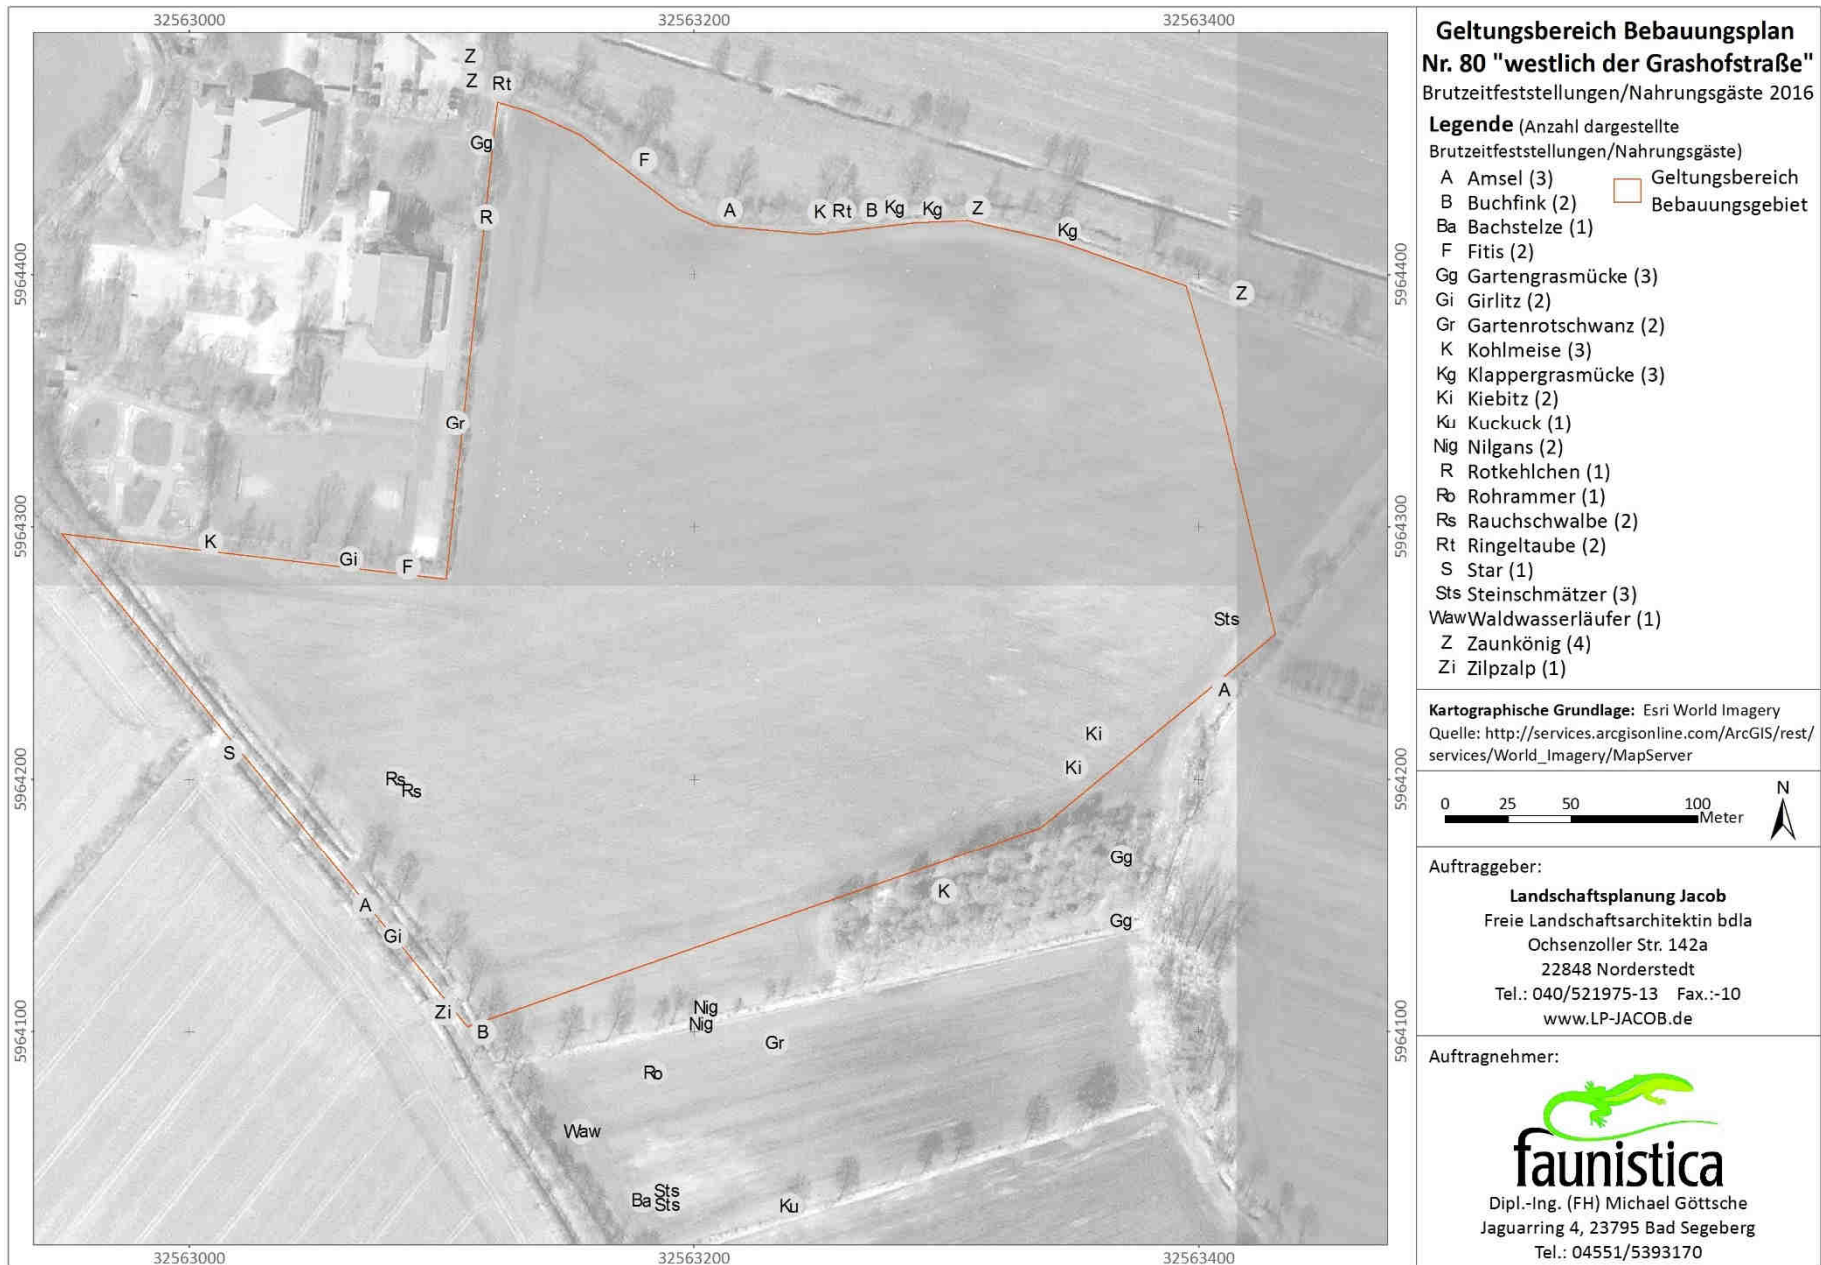 32563000
32563200
32563400
5964400
5964300
5964200
5964100
5964400
5964300
5964200
5964100
Z
Z
Rt
Gg
F
R
A
K
Rt
B
Kg
Kg
Z
Kg
Z
Gr
K
Gi
F
Sts
A
S
Ki
Ki
Rs
Rs
Gg
K
A
Gg
Gi
Zi
B
Nig
Nig
Gr
Ro
Waw
Ba
Sts
Sts
Ku
32563000
32563200
32563400
Geltungsbereich Bebauungsplan
Nr. 80 "westlich der Grashofstraße"
Brutzeitfeststellungen/Nahrungsgäste 2016
Legende (Anzahl dargestellte
Brutzeitfeststellungen/Nahrungsgäste)
A Amsel (3)
B Buchfink (2)
Ba Bachstelze (1)
F Fitis (2)
Gg Gartengrasmücke (3)
Gi Girlitz (2)
Gr Gartenrotschwanz (2)
K Kohlmeise (3)
Kg Klappergrasmücke (3)
Ki Kiebitz (2)
Ku Kuckuck (1)
Nig Nilgans (2)
R Rotkehlchen (1)
Ro Rohrammer (1)
Rs Rauchschwalbe (2)
Rt Ringeltaube (2)
S Star (1)
Sts Steinschmätzer (3)
Waw Waldwasserläufer (1)
Z Zaunkönig (4)
Zi Zilpzalp (1)
Geltungsbereich
Bebauungsgebiet
Kartographische Grundlage: Esri World Imagery
Quelle: http://services.arcgisonline.com/ArcGIS/rest/
services/World_Imagery/MapServer
0 25 50 100
Meter
N
Auftraggeber:
Landschaftsplanung Jacob
Freie Landschaftsarchitektin bdla
Ochsenzoller Str. 142a
22848 Norderstedt
Tel.: 040/521975-13 Fax.:-10
www.LP-JACOB.de
Auftragnehmer:
faunistica
Dipl.-Ing. (FH) Michael Göttsche
Jaguarring 4, 23795 Bad Segeberg
Tel.: 04551/5393170